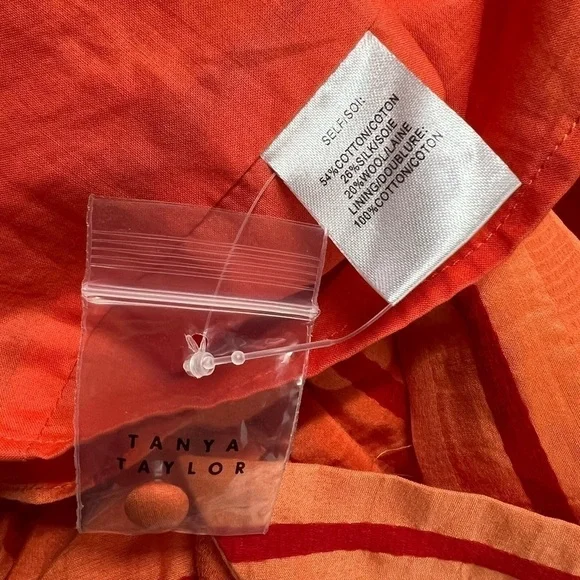 SELF/SOI:
54%COTTON/COTON
26%SILK/SOIE
20%WOOL/LAINE
LINING/DOUBLURE:
100%COTTON/COTON
TANYA
TAYLOR